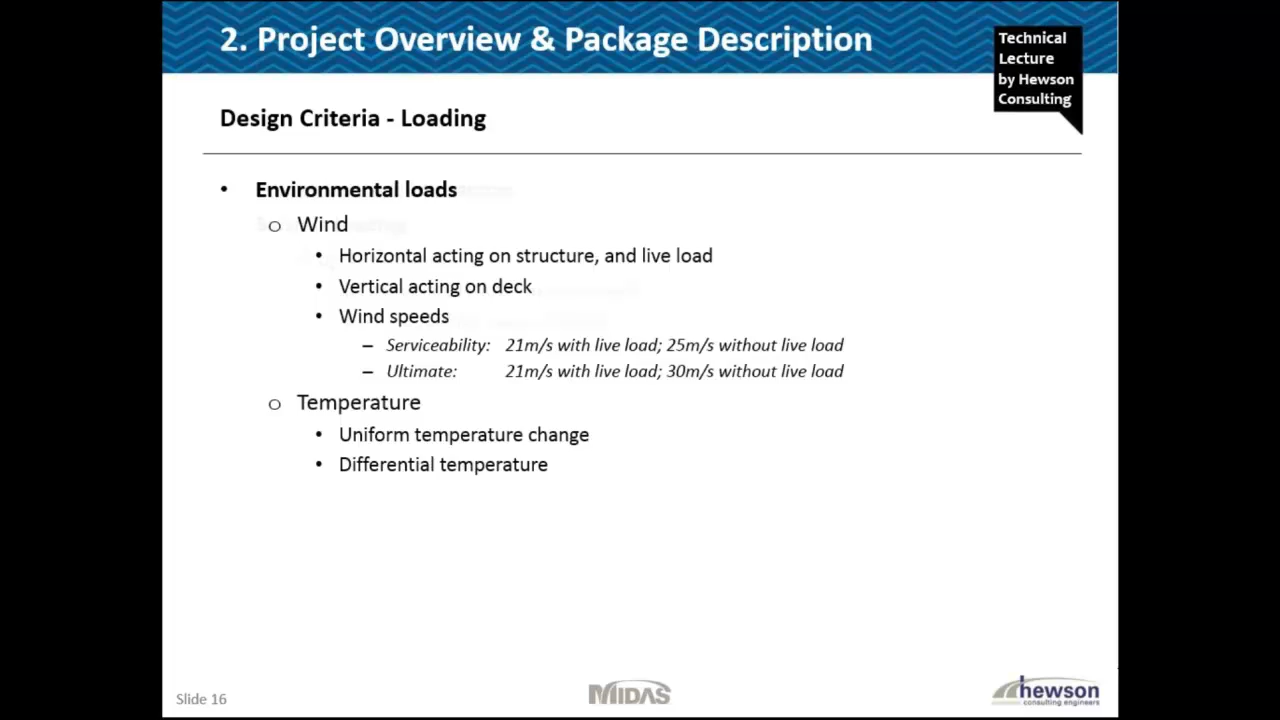 2. Project Overview & Package Description
Technical
Lecture
by Hewson
Consulting
Design Criteria - Loading
• Environmental loads
o Wind
• Horizontal acting on structure, and live load
• Vertical acting on deck
• Wind speeds
– Serviceability: 21m/s with live load; 25m/s without live load
– Ultimate: 21m/s with live load; 30m/s without live load
o Temperature
• Uniform temperature change
• Differential temperature
Slide 16
MIDAS
hewson
consulting engineers